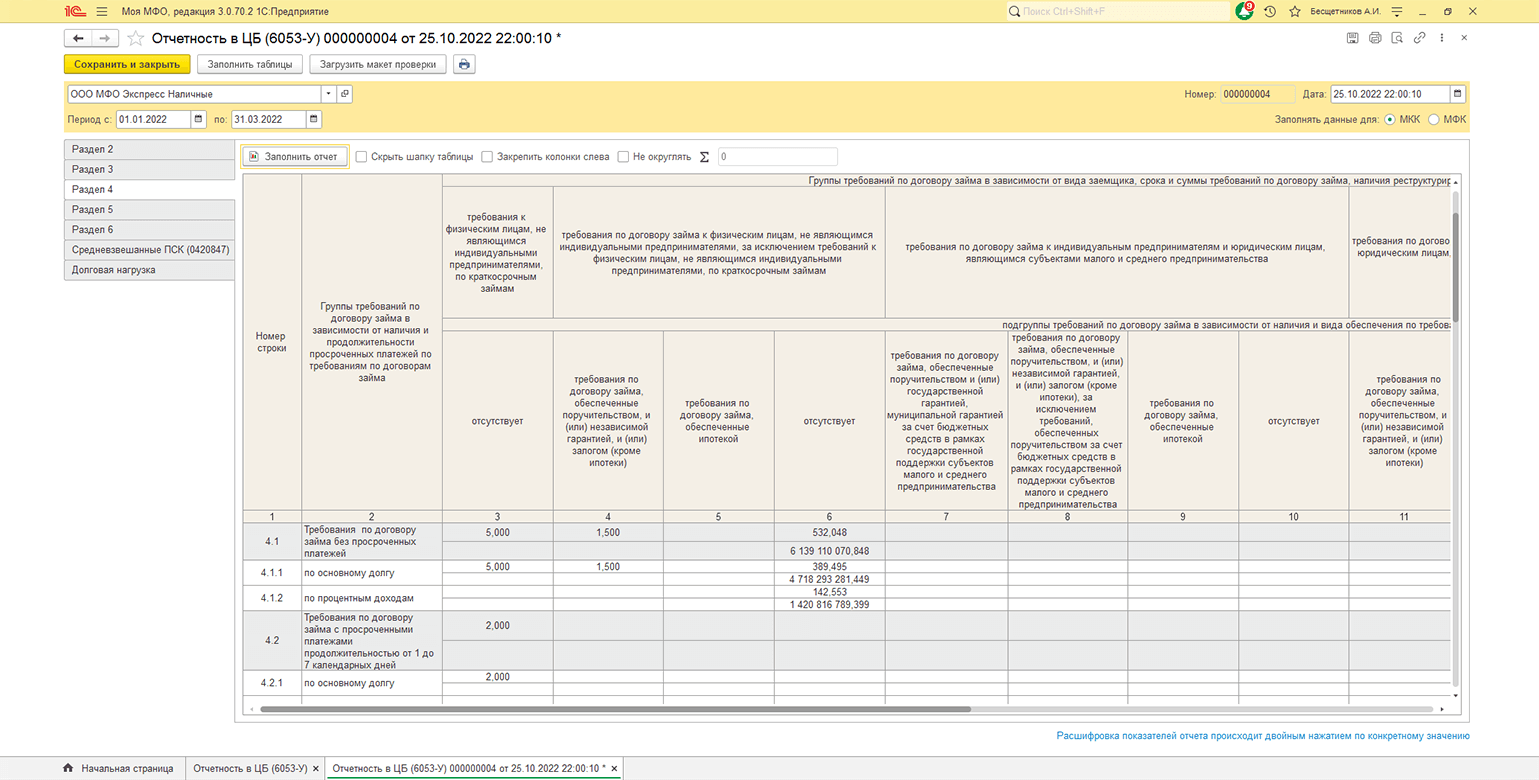 Моя МФО, редакция 3.0.70.2 1С:Предприятие
Поиск Ctrl+Shift+F
9
Бесщетников А.И.
Отчетность в ЦБ (6053-У) 000000004 от 25.10.2022 22:00:10 *
Сохранить и закрыть
Заполнить таблицы
Загрузить макет проверки
ООО МФО Экспресс Наличные
Номер: 000000004
Дата: 25.10.2022 22:00:10
Период с: 01.01.2022 по: 31.03.2022
Заполнять данные для: МКК МФК
Раздел 2
Раздел 3
Раздел 4
Раздел 5
Раздел 6
Средневзвешанные ПСК (0420847)
Долговая нагрузка
Заполнить отчет
Скрыть шапку таблицы
Закрепить колонки слева
Не округлять
Σ 0
Номер
строки
Группы требований по
договору займа в
зависимости от наличия и
продолжительности
просроченных платежей по
требованиям по договорам
займа
Группы требований по договору займа в зависимости от вида заемщика, срока и суммы требований по договору займа, наличия реструктурир
требования к
физическим лицам, не
являющимся
индивидуальными
предпринимателями,
по краткосрочным
займам
требования по договору займа к физическим лицам, не являющимся
индивидуальными предпринимателями, за исключением требований к
физическим лицам, не являющимся индивидуальными
предпринимателями, по краткосрочным займам
требования по договору займа к индивидуальным предпринимателям и юридическим лицам,
являющимся субъектами малого и среднего предпринимательства
требования по догово
юридическим лицам,
подгруппы требований по договору займа в зависимости от наличия и вида обеспечения по требов
отсутствует
требования по
договору займа,
обеспеченные
поручительством, и
(или) независимой
гарантией, и (или)
залогом (кроме
ипотеки)
требования по
договору займа,
обеспеченные
ипотекой
отсутствует
требования по договору
займа, обеспеченные
поручительством и (или)
государственной
гарантией,
муниципальной гарантией
за счет бюджетных
средств в рамках
государственной
поддержки субъектов
малого и среднего
предпринимательства
требования по договору
займа, обеспеченные
поручительством, и (или)
независимой гарантией,
и (или) залогом (кроме
ипотеки), за
исключением
требований,
обеспеченных
поручительством за счет
бюджетных средств в
рамках государственной
поддержки субъектов
малого и среднего
предпринимательства
требования по
договору займа,
обеспеченные
ипотекой
отсутствует
требования по
договору займа,
обеспеченные
поручительством, и
(или) независимой
гарантией, и (или)
залогом (кроме
ипотеки)
1 2 3 4 5 6 7 8 9 10 11
4.1
Требования по договору
займа без просроченных
платежей
5,000 1,500 532,048
6 139 110 070,848
4.1.1 по основному долгу
5,000 1,500 389,495
4 718 293 281,449
4.1.2 по процентным доходам
142,553
1 420 816 789,399
4.2
Требования по договору
займа с просроченными
платежами
продолжительностью от 1 до
7 календарных дней
2,000
4.2.1 по основному долгу
2,000
Расшифровка показателей отчета происходит двойным нажатием по конкретному значению
Начальная страница
Отчетность в ЦБ (6053-У)
Отчетность в ЦБ (6053-У) 000000004 от 25.10.2022 22:00:10 *